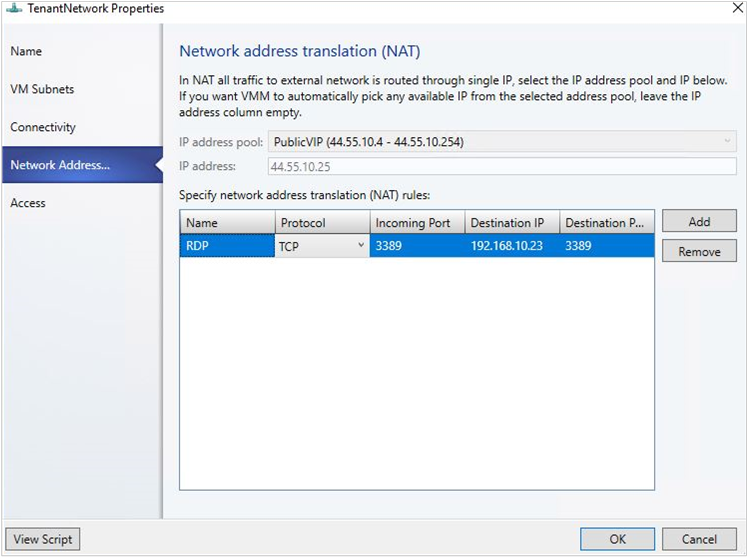 TenantNetwork Properties
Name
VM Subnets
Connectivity
Network Address...
Access
Network address translation (NAT)
In NAT all traffic to external network is routed through single IP, select the IP address pool and IP below.
If you want VMM to automatically pick any available IP from the selected address pool, leave the IP
address column empty.
IP address pool: PublicVIP (44.55.10.4 - 44.55.10.254)
IP address: 44.55.10.25
Specify network address translation (NAT) rules:
Name Protocol Incoming Port Destination IP Destination P...
RDP TCP 3389 192.168.10.23 3389
Add
Remove
View Script
OK
Cancel